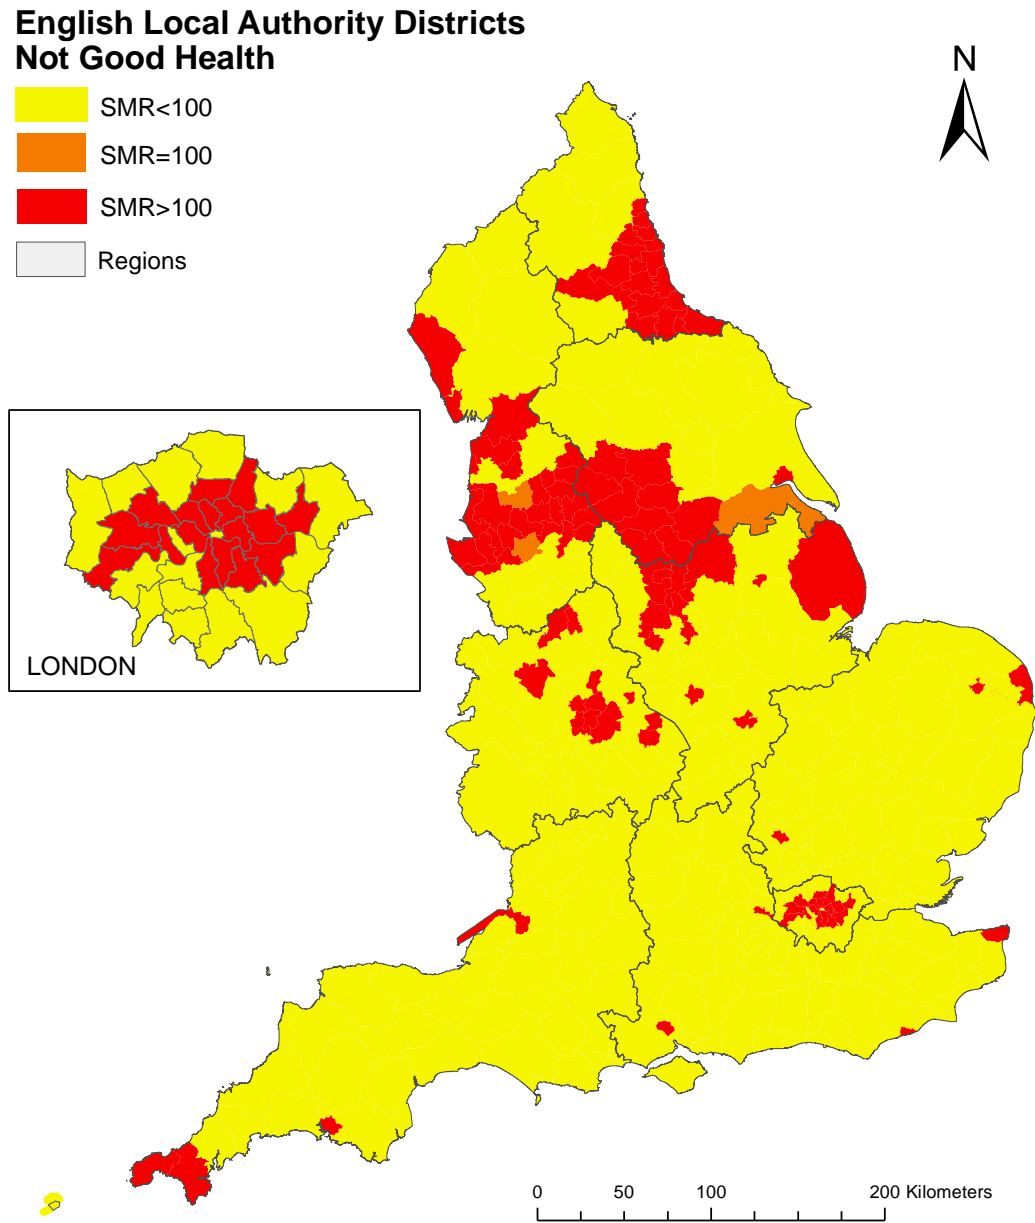 English Local Authority Districts
Not Good Health
SMR<100
SMR=100
SMR>100
Regions
N
LONDON
0 50 100 200 Kilometers